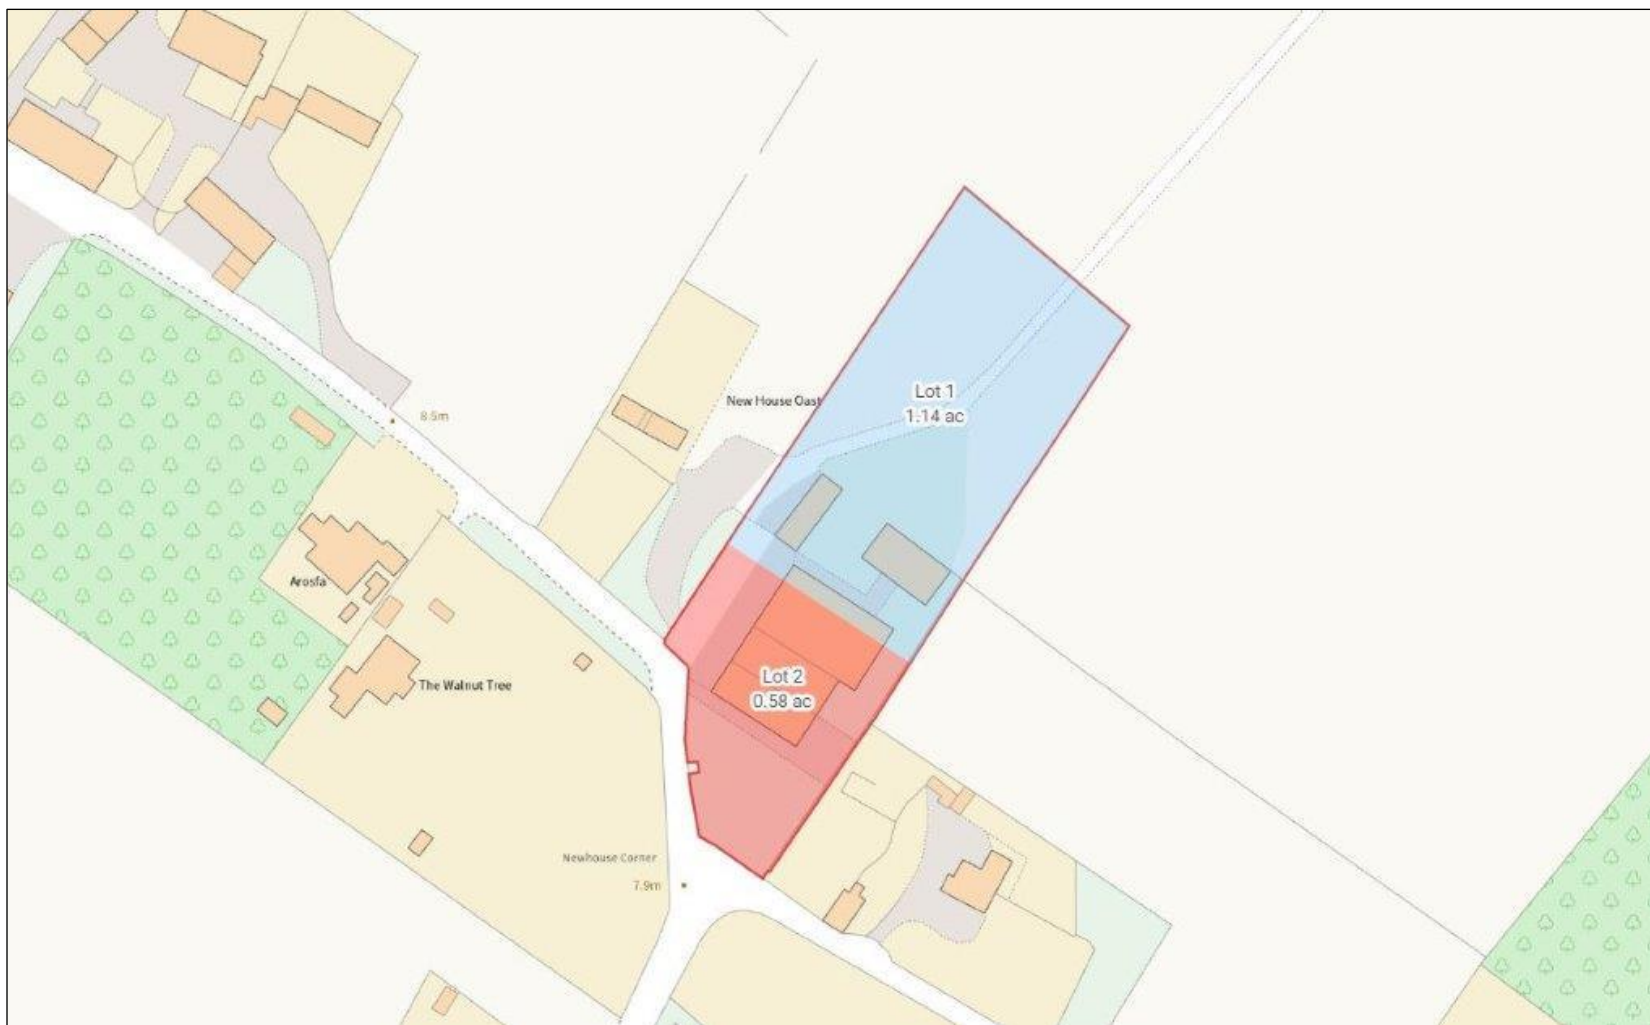 Lot 1
1.14 ac
New House Oast
8.5m
Arosfa
Lot 2
0.58 ac
The Walnut Tree
Newhouse Corner
7.9m